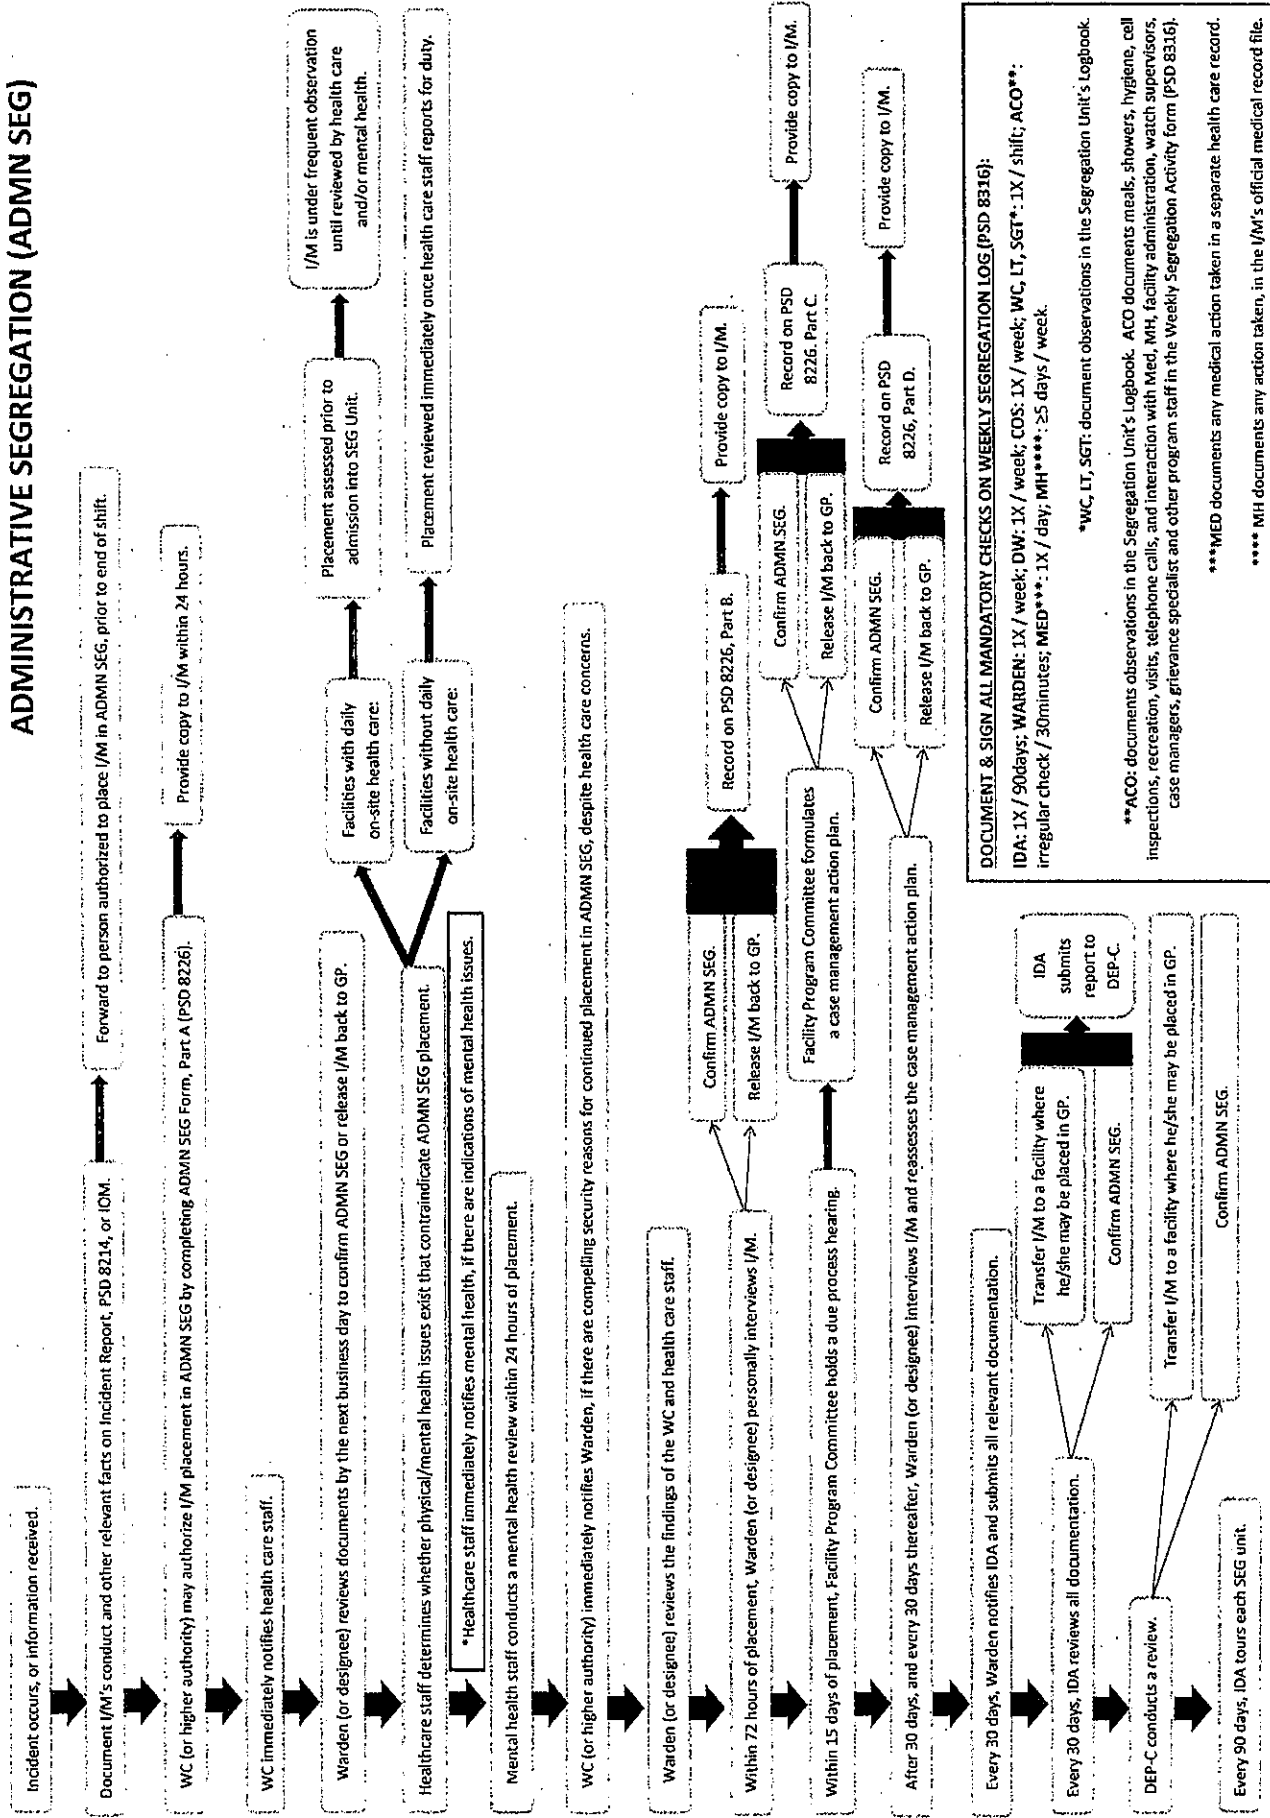 ADMINISTRATIVE SEGREGATION (ADMN SEG)
Incident occurs, or information received.
Document I/M's conduct and other relevant facts on Incident Report, PSD 8214, or IOM.
Forward to person authorized to place I/M in ADMN SEG, prior to end of shift.
WC (or higher authority) may authorize I/M placement in ADMN SEG by completing ADMN SEG Form, Part A (PSD 8226).
Provide copy to I/M within 24 hours.
WC immediately notifies health care staff.
Warden (or designee) reviews documents by the next business day to confirm ADMN SEG or release I/M back to GP.
Healthcare staff determines whether physical/mental health issues exist that contraindicate ADMN SEG placement.
Facilities with daily
on-site health care:
Placement assessed prior to
admission into SEG Unit.
I/M is under frequent observation
until reviewed by health care
and/or mental health.
Facilities without daily
on-site health care:
Placement reviewed immediately once health care staff reports for duty.
*Healthcare staff immediately notifies mental health, if there are indications of mental health issues.
Mental health staff conducts a mental health review within 24 hours of placement.
WC (or higher authority) immediately notifies Warden, if there are compelling security reasons for continued placement in ADMN SEG, despite health care concerns.
Warden (or designee) reviews the findings of the WC and health care staff.
Within 72 hours of placement, Warden (or designee) personally interviews I/M.
Confirm ADMN SEG.
Release I/M back to GP.
Record on PSD 8226, Part B.
Provide copy to I/M.
Within 15 days of placement, Facility Program Committee holds a due process hearing.
Facility Program Committee formulates
a case management action plan.
Confirm ADMN SEG.
Release I/M back to GP.
Record on PSD
8226. Part C.
Provide copy to I/M.
After 30 days, and every 30 days thereafter, Warden (or designee) interviews I/M and reassesses the case management action plan.
Confirm ADMN SEG.
Release I/M back to GP.
Record on PSD
8226, Part D.
Provide copy to I/M.
Every 30 days, Warden notifies IDA and submits all relevant documentation.
Every 30 days, IDA reviews all documentation.
Transfer I/M to a facility where
he/she may be placed in GP.
Confirm ADMN SEG.
IDA
submits
report to
DEP-C.
DEP-C conducts a review.
Transfer I/M to a facility where he/she may be placed in GP.
Confirm ADMN SEG.
Every 90 days, IDA tours each SEG unit.
DOCUMENT & SIGN ALL MANDATORY CHECKS ON WEEKLY SEGREGATION LOG (PSD 8316):
IDA: 1X / 90days; WARDEN: 1X / week; DW: 1X / week; COS: 1X / week; WC, LT, SGT*: 1X / shift; ACO**:
irregular check / 30minutes; MED***: 1X / day; MH****: ≥5 days / week.
*WC, LT, SGT: document observations in the Segregation Unit's Logbook.
**ACO: documents observations in the Segregation Unit's Logbook. ACO documents meals, showers, hygiene, cell
inspections, recreation, visits, telephone calls, and interaction with Med, MH, facility administration, watch supervisors,
case managers, grievance specialist and other program staff in the Weekly Segregation Activity form (PSD 8316).
***MED documents any medical action taken in a separate health care record.
**** MH documents any action taken, in the I/M's official medical record file.